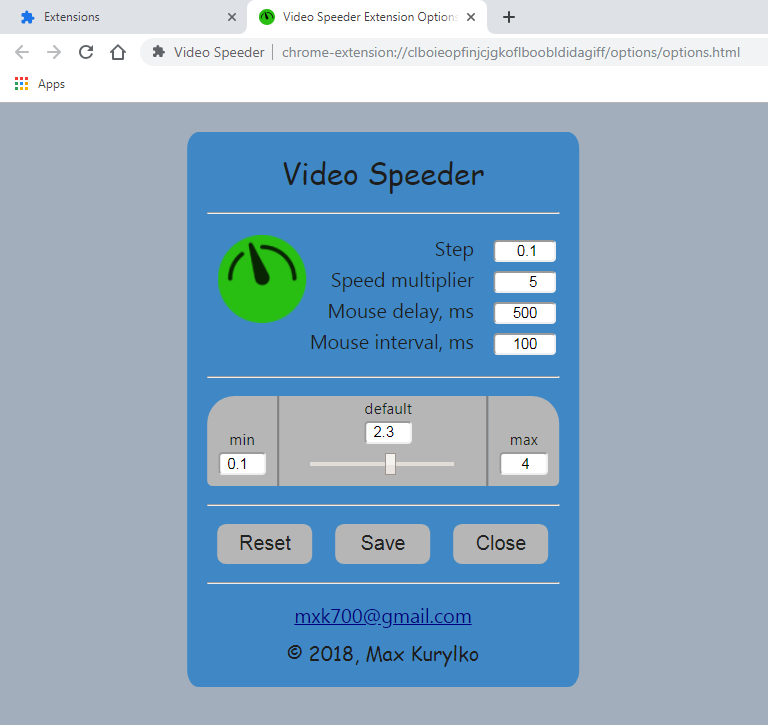 Extensions
Video Speeder Extension Options
Video Speeder
chrome-extension://clboieopfinjcjgkoflboobldidagiff/options/options.html
Apps
Video Speeder
Step 0.1
Speed multiplier 5
Mouse delay, ms 500
Mouse interval, ms 100
default
2.3
min max
0.1 4
Reset Save Close
mxk700@gmail.com
© 2018, Max Kurylko